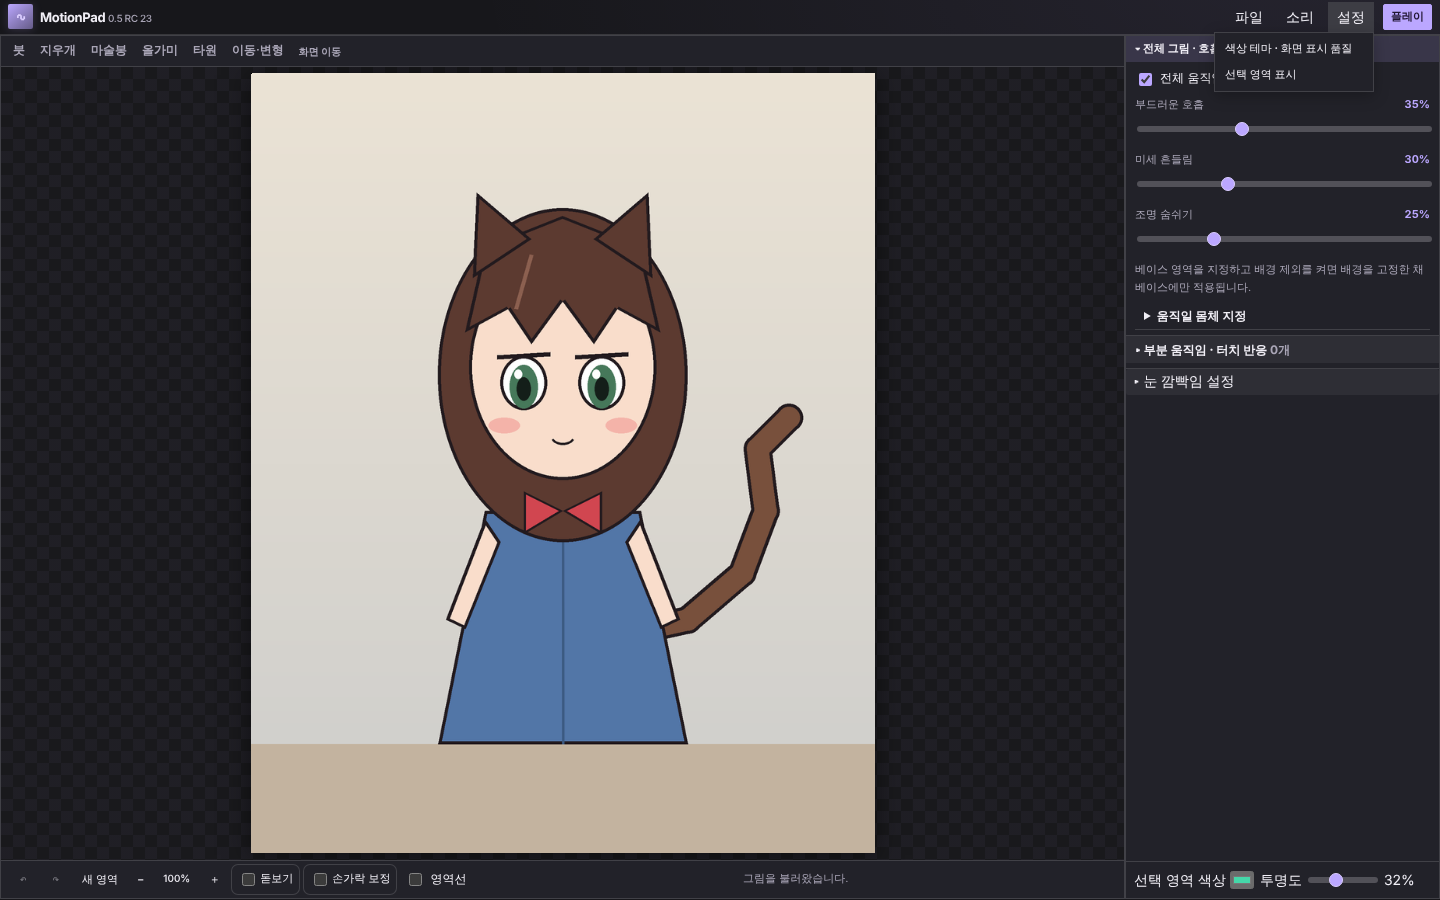 MotionPad 0.5 RC 23
파일 소리 설정 플레이
붓 지우개 마술봉 올가미 타원 이동·변형 화면 이동
색상 테마 · 화면 표시 품질
선택 영역 표시
전체 그림 · 호흡
전체 움직
부드러운 호흡 35%
미세 흔들림 30%
조명 숨쉬기 25%
베이스 영역을 지정하고 배경 제외를 켜면 배경을 고정한 채
베이스에만 적용됩니다.
움직일 몸체 지정
부분 움직임 · 터치 반응 0개
눈 깜빡임 설정
새 영역 − 100% + 돋보기 손가락 보정 영역선 그림을 불러왔습니다.
선택 영역 색상 투명도 32%